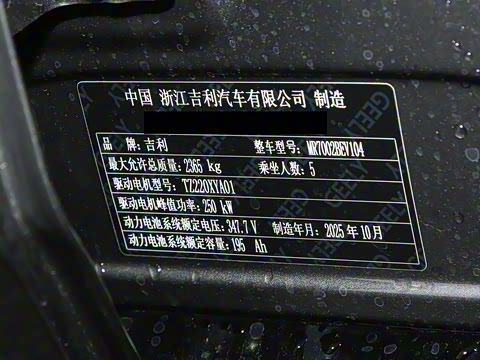 中国 浙江吉利汽车有限公司 制造
品 牌: 吉利 整车型号: MR7002BEV104
最大允许总质量: 2365 kg 乘坐人数: 5
驱动电机型号: TZ220XYA01
驱动电机峰值功率: 250 kW
动力电池系统额定电压: 347.7 V 制造年月: 2025 年 10 月
动力电池系统额定容量: 195 Ah